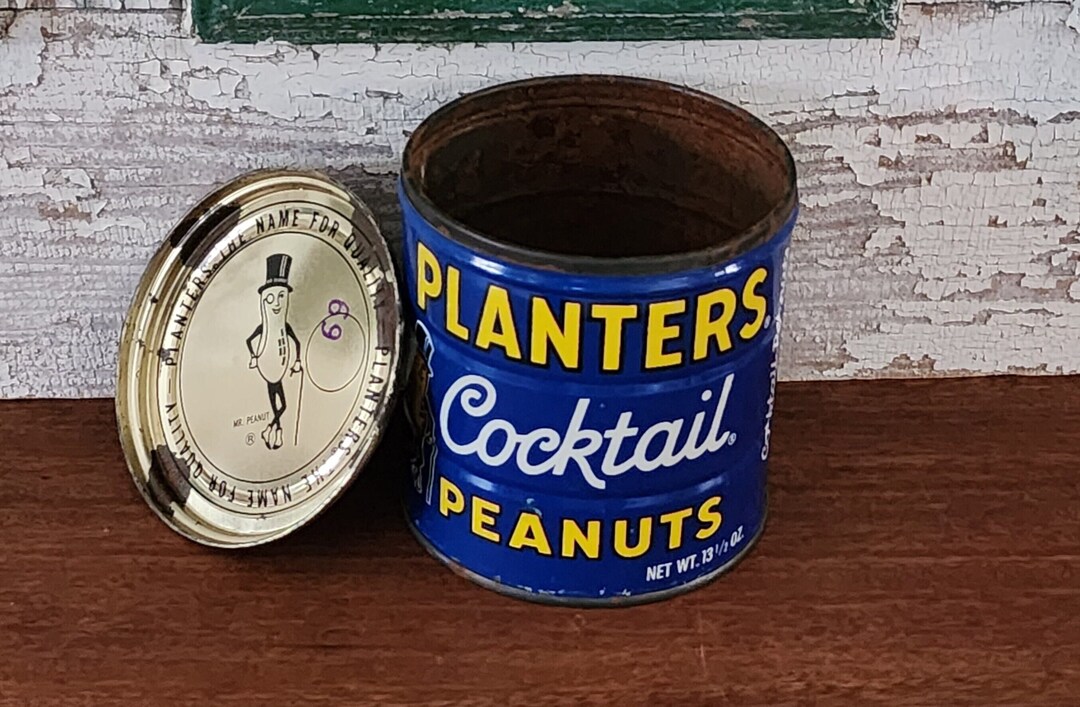 PLANTERS, THE NAME FOR QUALITY — PLANTERS, THE NAME FOR QUALITY —
69
MR. PEANUT
®
PLANTERS®
Cocktail®
PEANUTS
NET WT. 13 1/2 OZ.